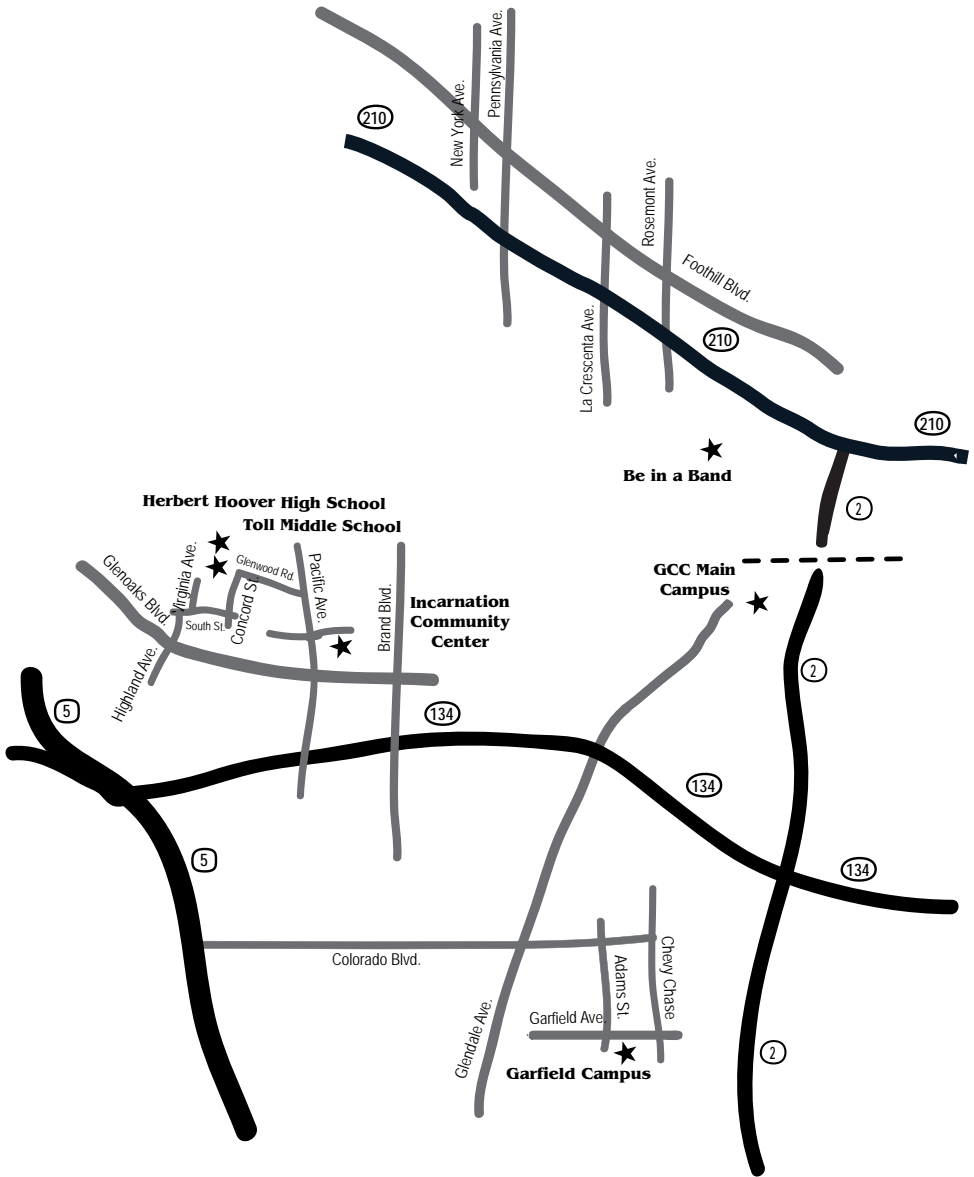 Pennsylvania Ave.
New York Ave.
210
Rosemont Ave.
Foothill Blvd.
La Crescenta Ave.
210
210
Be in a Band
2
Herbert Hoover High School
Toll Middle School
Glenoaks Blvd.
Virginia Ave.
Glenwood Rd.
Concord St.
South St.
Pacific Ave.
Brand Blvd.
Highland Ave.
Incarnation
Community
Center
GCC Main
Campus
2
5
134
134
5
134
Colorado Blvd.
Glendale Ave.
Adams St.
Chevy Chase
Garfield Ave.
Garfield Campus
2